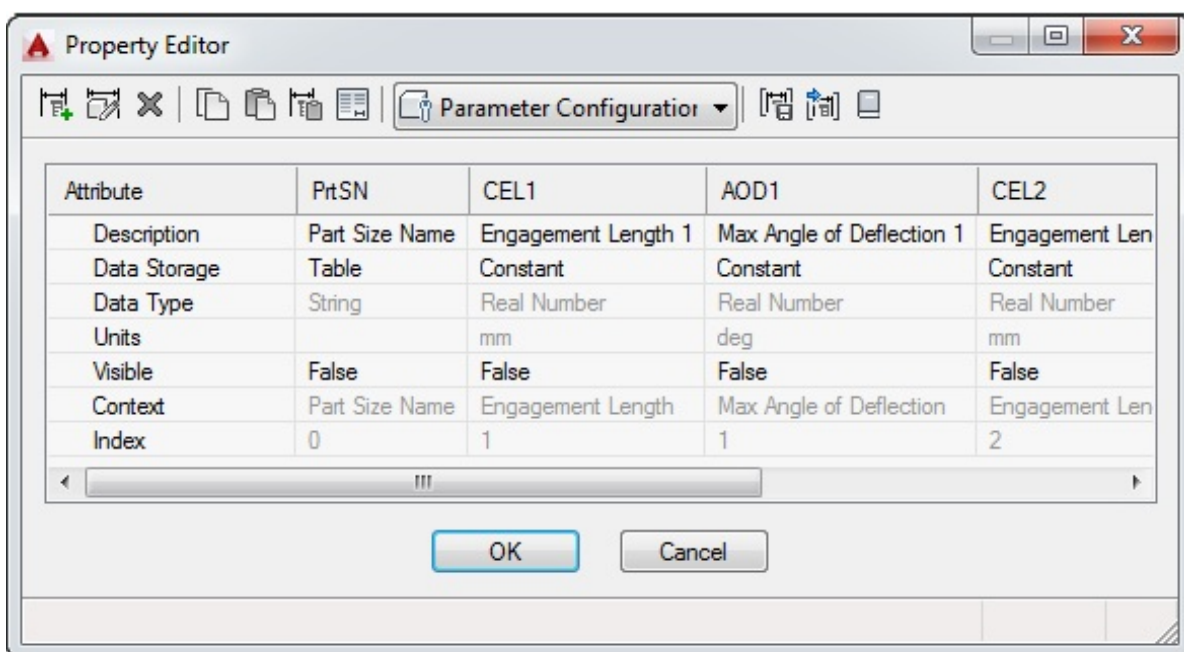 Property Editor
Parameter Configuration
Attribute PrtSN CEL1 AOD1 CEL2
Description Part Size Name Engagement Length 1 Max Angle of Deflection 1 Engagement Len
Data Storage Table Constant Constant Constant
Data Type String Real Number Real Number Real Number
Units mm deg mm
Visible False False False False
Context Part Size Name Engagement Length Max Angle of Deflection Engagement Len
Index 0 1 1 2
OK Cancel